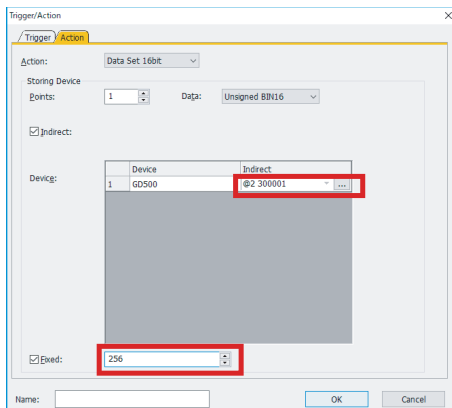 Trigger/Action
Trigger Action
Action: Data Set 16bit
Storing Device
Points: 1 Data: Unsigned BIN16
Indirect:
Device:
Device Indirect
1 GD500 @2 300001 ...
Fixed: 256
Name: OK Cancel